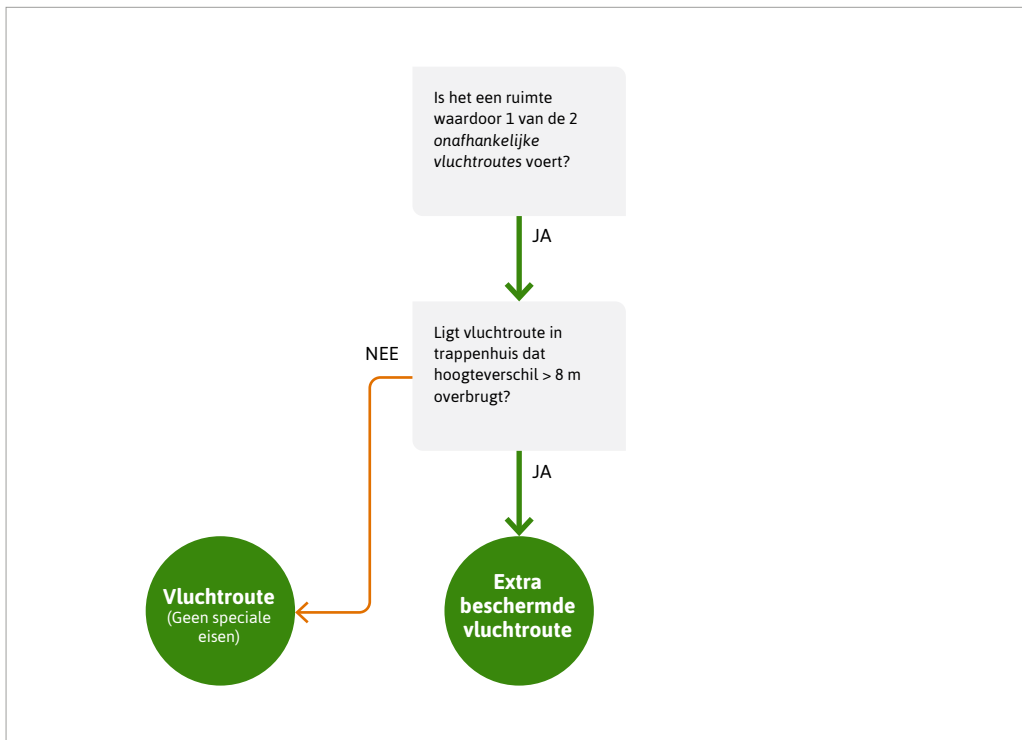 Is het een ruimte
waardoor 1 van de 2
onafhankelijke
vluchtroutes voert?
JA
Ligt vluchtroute in
trappenhuis dat
hoogteverschil > 8 m
overbrugt?
NEE
JA
Vluchtroute
(Geen speciale
eisen)
Extra
beschermde
vluchtroute